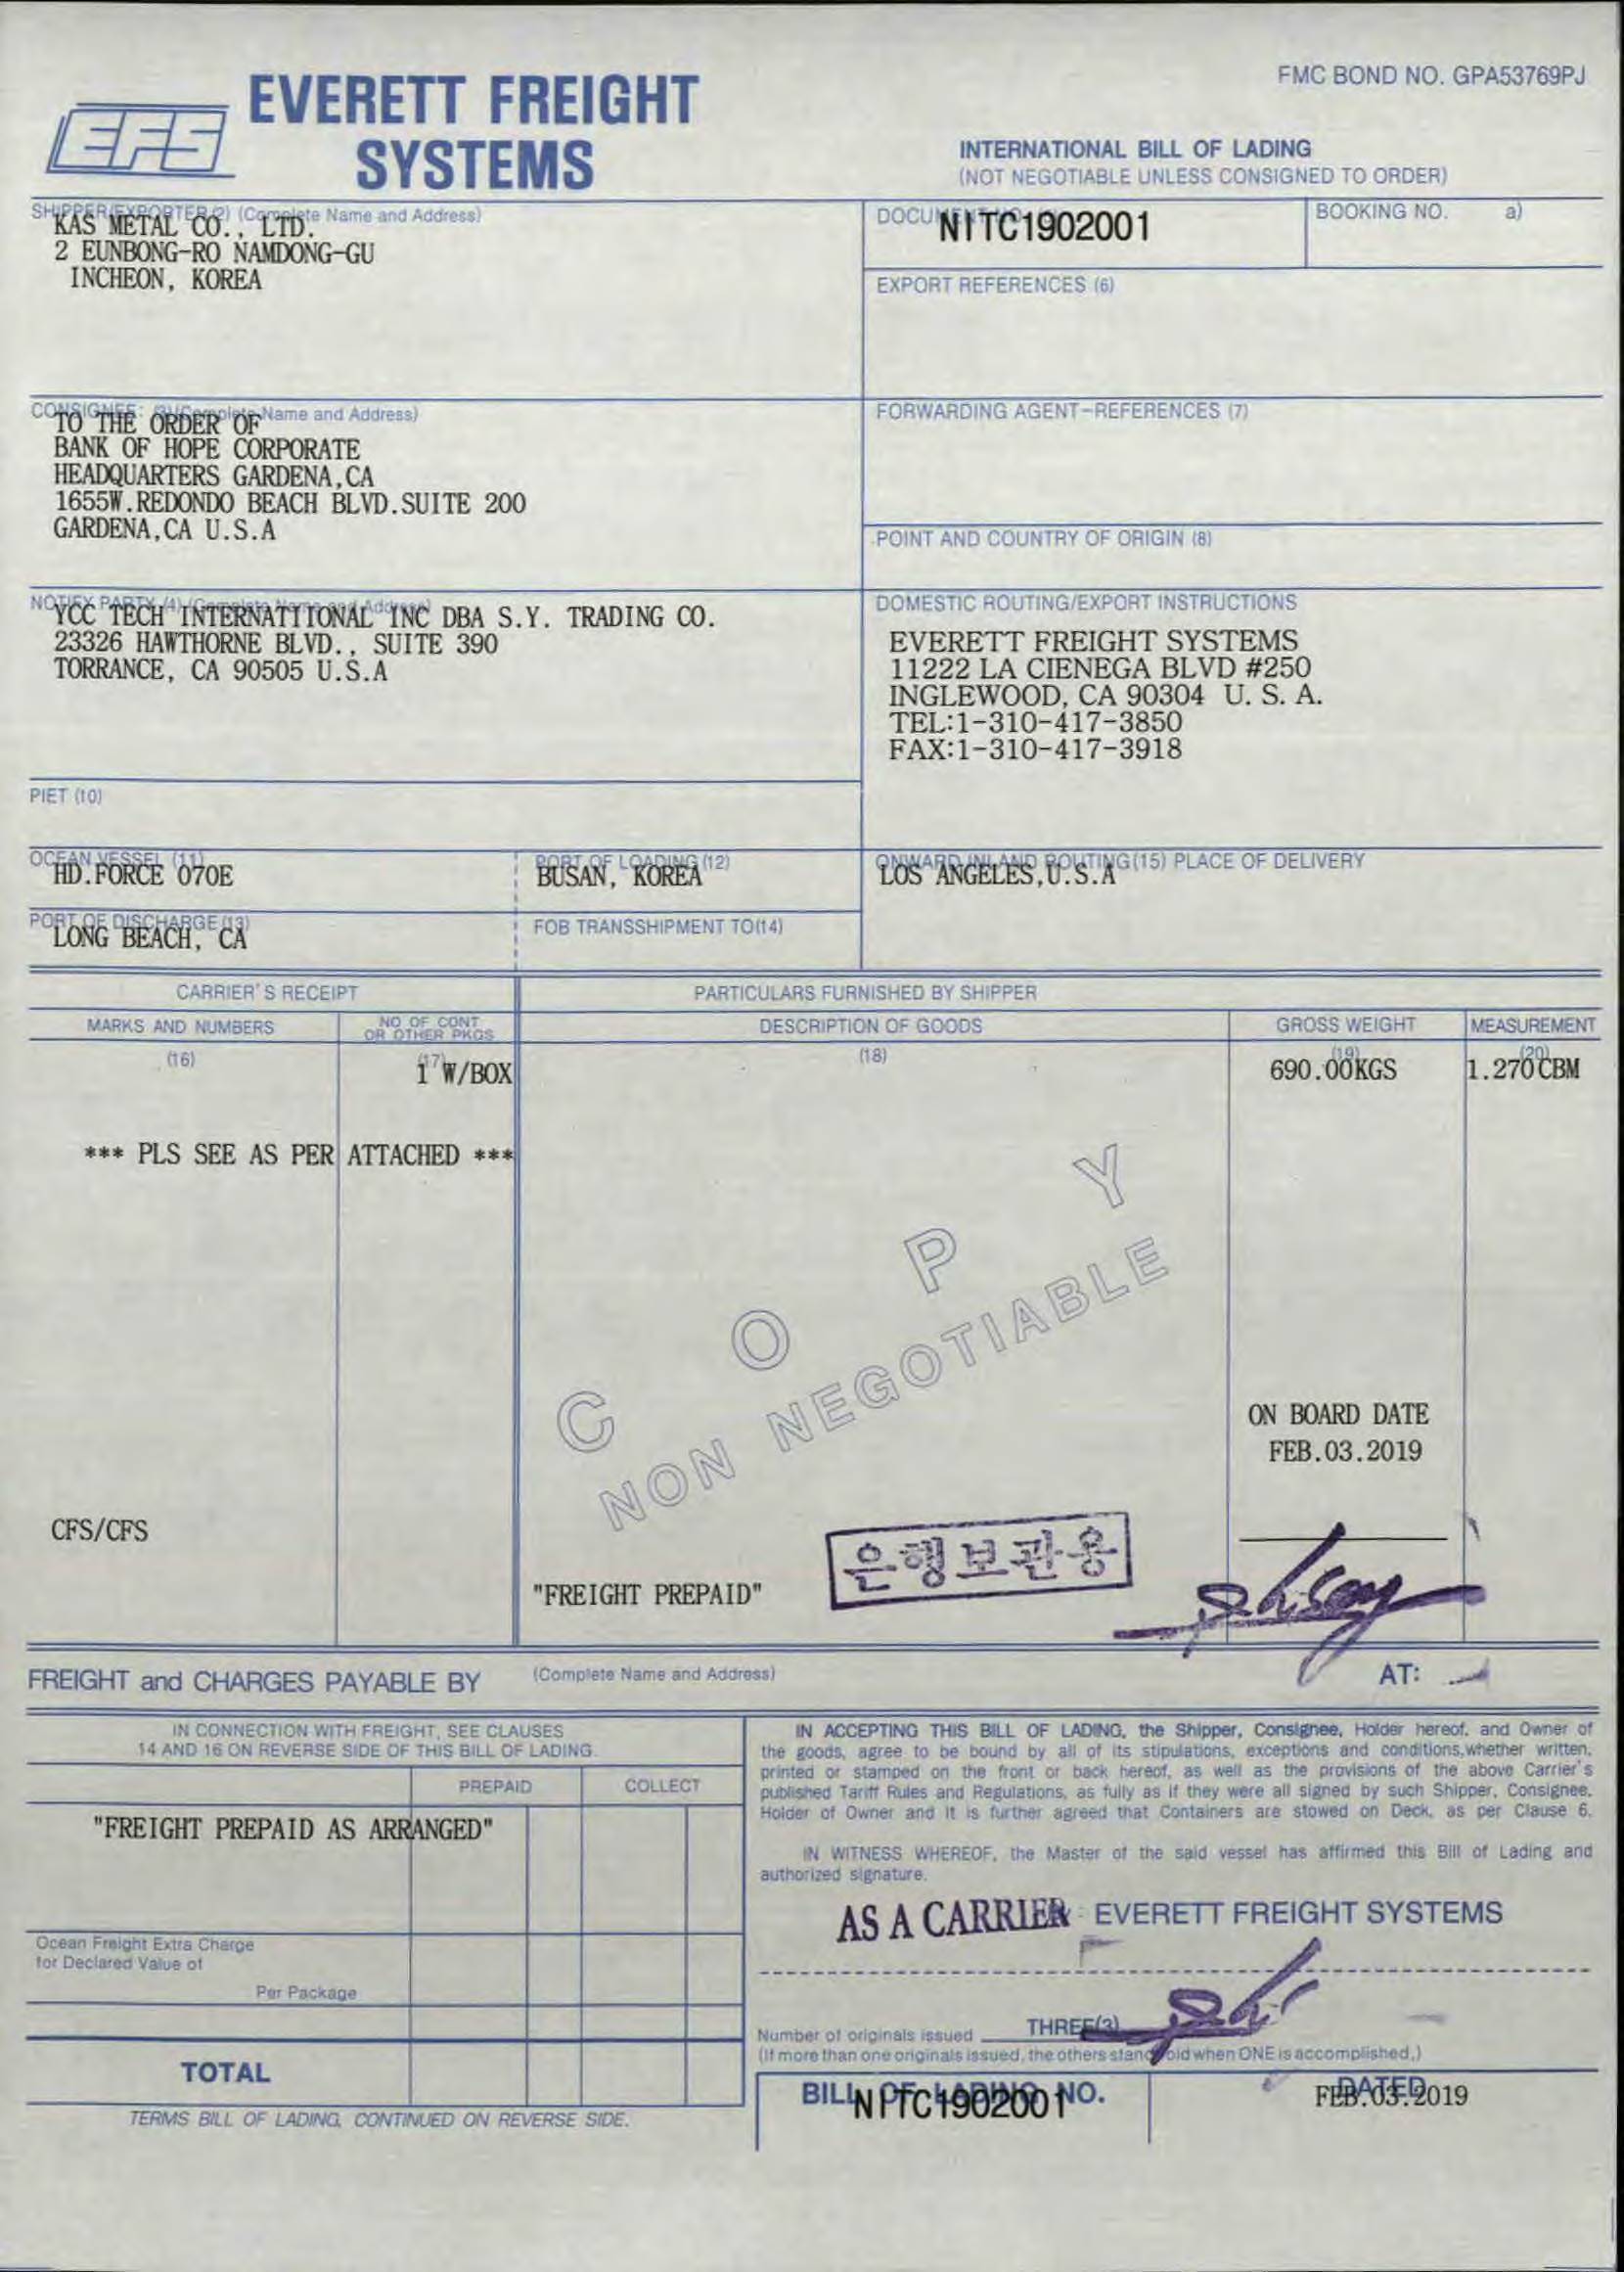 FMC BOND NO. GPA53769PJ
EFS
EVERETT FREIGHT
SYSTEMS
INTERNATIONAL BILL OF LADING
(NOT NEGOTIABLE UNLESS CONSIGNED TO ORDER)
SHIPPER/EXPORTER(2) (Complete Name and Address)
KAS METAL CO., LTD.
2 EUNBONG-RO NAMDONG-GU
INCHEON, KOREA
NITC1902001
BOOKING NO. a)
EXPORT REFERENCES (6)
CONSIGNEE: (3)(Complete Name and Address)
TO THE ORDER OF
BANK OF HOPE CORPORATE
HEADQUARTERS GARDENA,CA
1655W.REDONDO BEACH BLVD.SUITE 200
GARDENA,CA U.S.A
FORWARDING AGENT-REFERENCES (7)
POINT AND COUNTRY OF ORIGIN (8)
NOTIFY PARTY (4) (Complete Name and Address)
YCC TECH INTERNATTIONAL INC DBA S.Y. TRADING CO.
23326 HAWTHORNE BLVD., SUITE 390
TORRANCE, CA 90505 U.S.A
DOMESTIC ROUTING/EXPORT INSTRUCTIONS
EVERETT FREIGHT SYSTEMS
11222 LA CIENEGA BLVD #250
INGLEWOOD, CA 90304 U. S. A.
TEL:1-310-417-3850
FAX:1-310-417-3918
PIET (10)
OCEAN VESSEL (11)
HD.FORCE 070E
PORT OF LOADING (12)
BUSAN, KOREA
ONWARD INLAND ROUTING(15) PLACE OF DELIVERY
LOS ANGELES,U.S.A
PORT OF DISCHARGE(13)
LONG BEACH, CA
FOB TRANSSHIPMENT TO(14)
CARRIER'S RECEIPT
PARTICULARS FURNISHED BY SHIPPER
MARKS AND NUMBERS
NO OF CONT
OR OTHER PKGS
DESCRIPTION OF GOODS
GROSS WEIGHT
MEASUREMENT
(16) (17) (18) (19) (20)
1 W/BOX
690.00KGS
1.270CBM
*** PLS SEE AS PER ATTACHED ***
COPY
NON NEGOTIABLE
ON BOARD DATE
FEB.03.2019
CFS/CFS
은행보관용
"FREIGHT PREPAID"
FREIGHT and CHARGES PAYABLE BY (Complete Name and Address) AT:
IN CONNECTION WITH FREIGHT, SEE CLAUSES
14 AND 16 ON REVERSE SIDE OF THIS BILL OF LADING.
PREPAID COLLECT
"FREIGHT PREPAID AS ARRANGED"
Ocean Freight Extra Charge
for Declared Value of
Per Package
TOTAL
TERMS BILL OF LADING, CONTINUED ON REVERSE SIDE.
IN ACCEPTING THIS BILL OF LADING, the Shipper, Consignee, Holder hereof, and Owner of
the goods, agree to be bound by all of its stipulations, exceptions and conditions,whether written,
printed or stamped on the front or back hereof, as well as the provisions of the above Carrier's
published Tariff Rules and Regulations, as fully as if they were all signed by such Shipper, Consignee,
Holder of Owner and it is further agreed that Containers are stowed on Deck, as per Clause 6.
IN WITNESS WHEREOF, the Master of the said vessel has affirmed this Bill of Lading and
authorized signature.
AS A CARRIER EVERETT FREIGHT SYSTEMS
Number of originals issued THREE(3)
(If more than one originals issued, the others stand void when ONE is accomplished.)
BILL OF LADING NO.
NITC1902001
DATED
FEB.03.2019